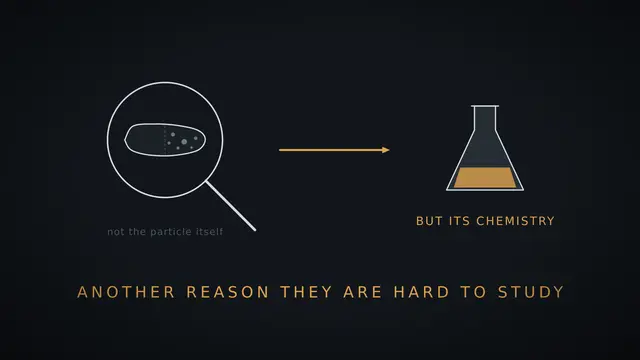 not the particle itself
BUT ITS CHEMISTRY
ANOTHER REASON THEY ARE HARD TO STUDY